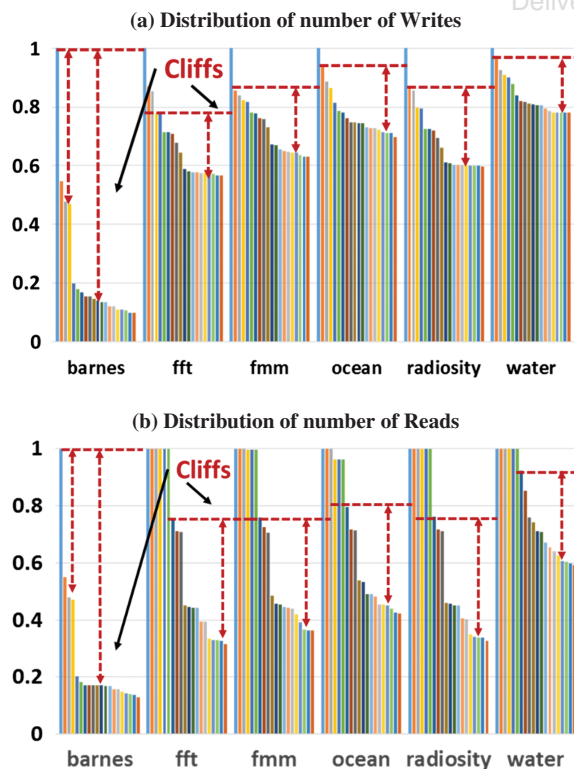 Delive
(a) Distribution of number of Writes
1
Cliffs
0.8
0.6
0.4
0.2
0
barnes fft fmm ocean radiosity water
(b) Distribution of number of Reads
1
Cliffs
0.8
0.6
0.4
0.2
0
barnes fft fmm ocean radiosity water